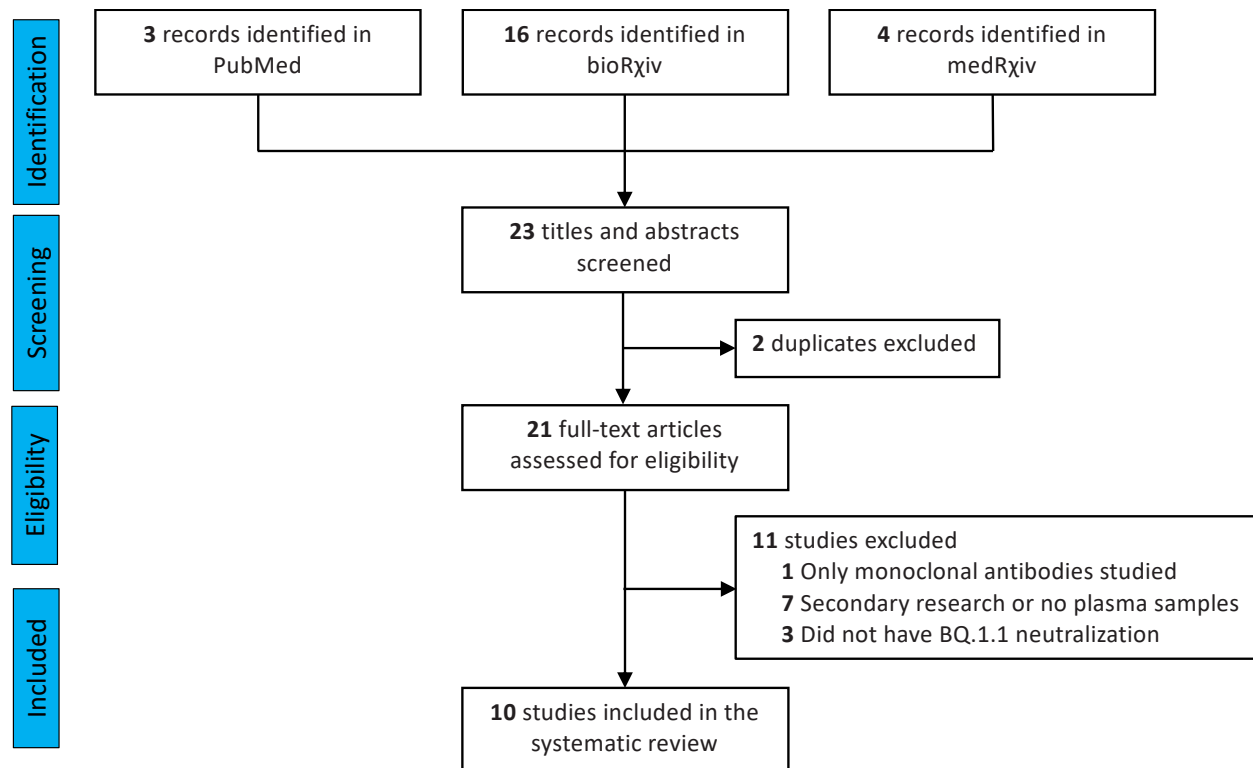 Identification
3 records identified in
PubMed
16 records identified in
bioRχiv
4 records identified in
medRχiv
Screening
23 titles and abstracts
screened
2 duplicates excluded
Eligibility
21 full-text articles
assessed for eligibility
11 studies excluded
1 Only monoclonal antibodies studied
7 Secondary research or no plasma samples
3 Did not have BQ.1.1 neutralization
Included
10 studies included in the
systematic review